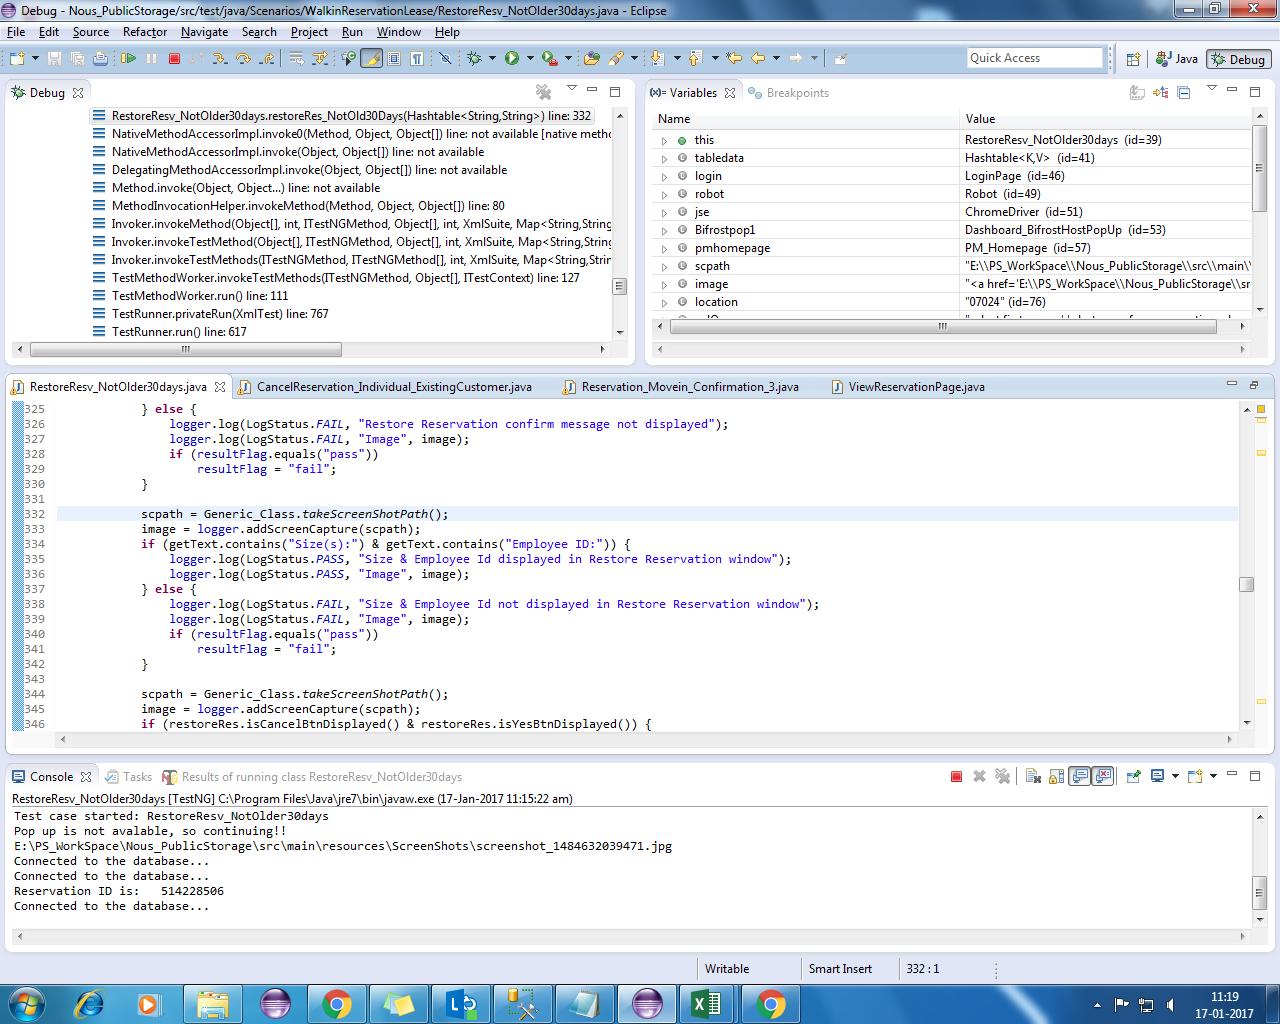 Debug - Nous_PublicStorage/src/test/java/Scenarios/WalkinReservationLease/RestoreResv_NotOlder30days.java - Eclipse
File Edit Source Refactor Navigate Search Project Run Window Help
Quick Access
Java
Debug
Debug
RestoreResv_NotOlder30days.restoreRes_NotOld30Days(Hashtable<String,String>) line: 332
NativeMethodAccessorImpl.invoke0(Method, Object, Object[]) line: not available [native metho
NativeMethodAccessorImpl.invoke(Object, Object[]) line: not available
DelegatingMethodAccessorImpl.invoke(Object, Object[]) line: not available
Method.invoke(Object, Object...) line: not available
MethodInvocationHelper.invokeMethod(Method, Object, Object[]) line: 80
Invoker.invokeMethod(Object[], int, ITestNGMethod, Object[], int, XmlSuite, Map<String,String
Invoker.invokeTestMethod(Object[], int, ITestNGMethod, Object[], int, XmlSuite, Map<String,Strin
Invoker.invokeTestMethods(ITestNGMethod, ITestNGMethod[], int, XmlSuite, Map<String,Strin
TestMethodWorker.invokeTestMethods(ITestNGMethod, Object[], ITestContext) line: 127
TestMethodWorker.run() line: 111
TestRunner.privateRun(XmlTest) line: 767
TestRunner.run() line: 617
Variables
Breakpoints
Name Value
this RestoreResv_NotOlder30days (id=39)
tabledata Hashtable<K,V> (id=41)
login LoginPage (id=46)
robot Robot (id=49)
jse ChromeDriver (id=51)
Bifrostpop1 Dashboard_BifrostHostPopUp (id=53)
pmhomepage PM_Homepage (id=57)
scpath "E:\\PS_WorkSpace\\Nous_PublicStorage\\src\\main\\
image "<a href='E:\\PS_WorkSpace\\Nous_PublicStorage\\sr
location "07024" (id=76)
RestoreResv_NotOlder30days.java
CancelReservation_Individual_ExistingCustomer.java
Reservation_Movein_Confirmation_3.java
ViewReservationPage.java
325 } else {
326 logger.log(LogStatus.FAIL, "Restore Reservation confirm message not displayed");
327 logger.log(LogStatus.FAIL, "Image", image);
328 if (resultFlag.equals("pass"))
329 resultFlag = "fail";
330 }
331
332 scpath = Generic_Class.takeScreenShotPath();
333 image = logger.addScreenCapture(scpath);
334 if (getText.contains("Size(s):") & getText.contains("Employee ID:")) {
335 logger.log(LogStatus.PASS, "Size & Employee Id displayed in Restore Reservation window");
336 logger.log(LogStatus.PASS, "Image", image);
337 } else {
338 logger.log(LogStatus.FAIL, "Size & Employee Id not displayed in Restore Reservation window");
339 logger.log(LogStatus.FAIL, "Image", image);
340 if (resultFlag.equals("pass"))
341 resultFlag = "fail";
342 }
343
344 scpath = Generic_Class.takeScreenShotPath();
345 image = logger.addScreenCapture(scpath);
346 if (restoreRes.isCancelBtnDisplayed() & restoreRes.isYesBtnDisplayed()) {
Console
Tasks
Results of running class RestoreResv_NotOlder30days
RestoreResv_NotOlder30days [TestNG] C:\Program Files\Java\jre7\bin\javaw.exe (17-Jan-2017 11:15:22 am)
Test case started: RestoreResv_NotOlder30days
Pop up is not avalable, so continuing!!
E:\PS_WorkSpace\Nous_PublicStorage\src\main\resources\ScreenShots\screenshot_1484632039471.jpg
Connected to the database...
Connected to the database...
Reservation ID is: 514228506
Connected to the database...
Writable
Smart Insert
332 : 1
11:19
17-01-2017